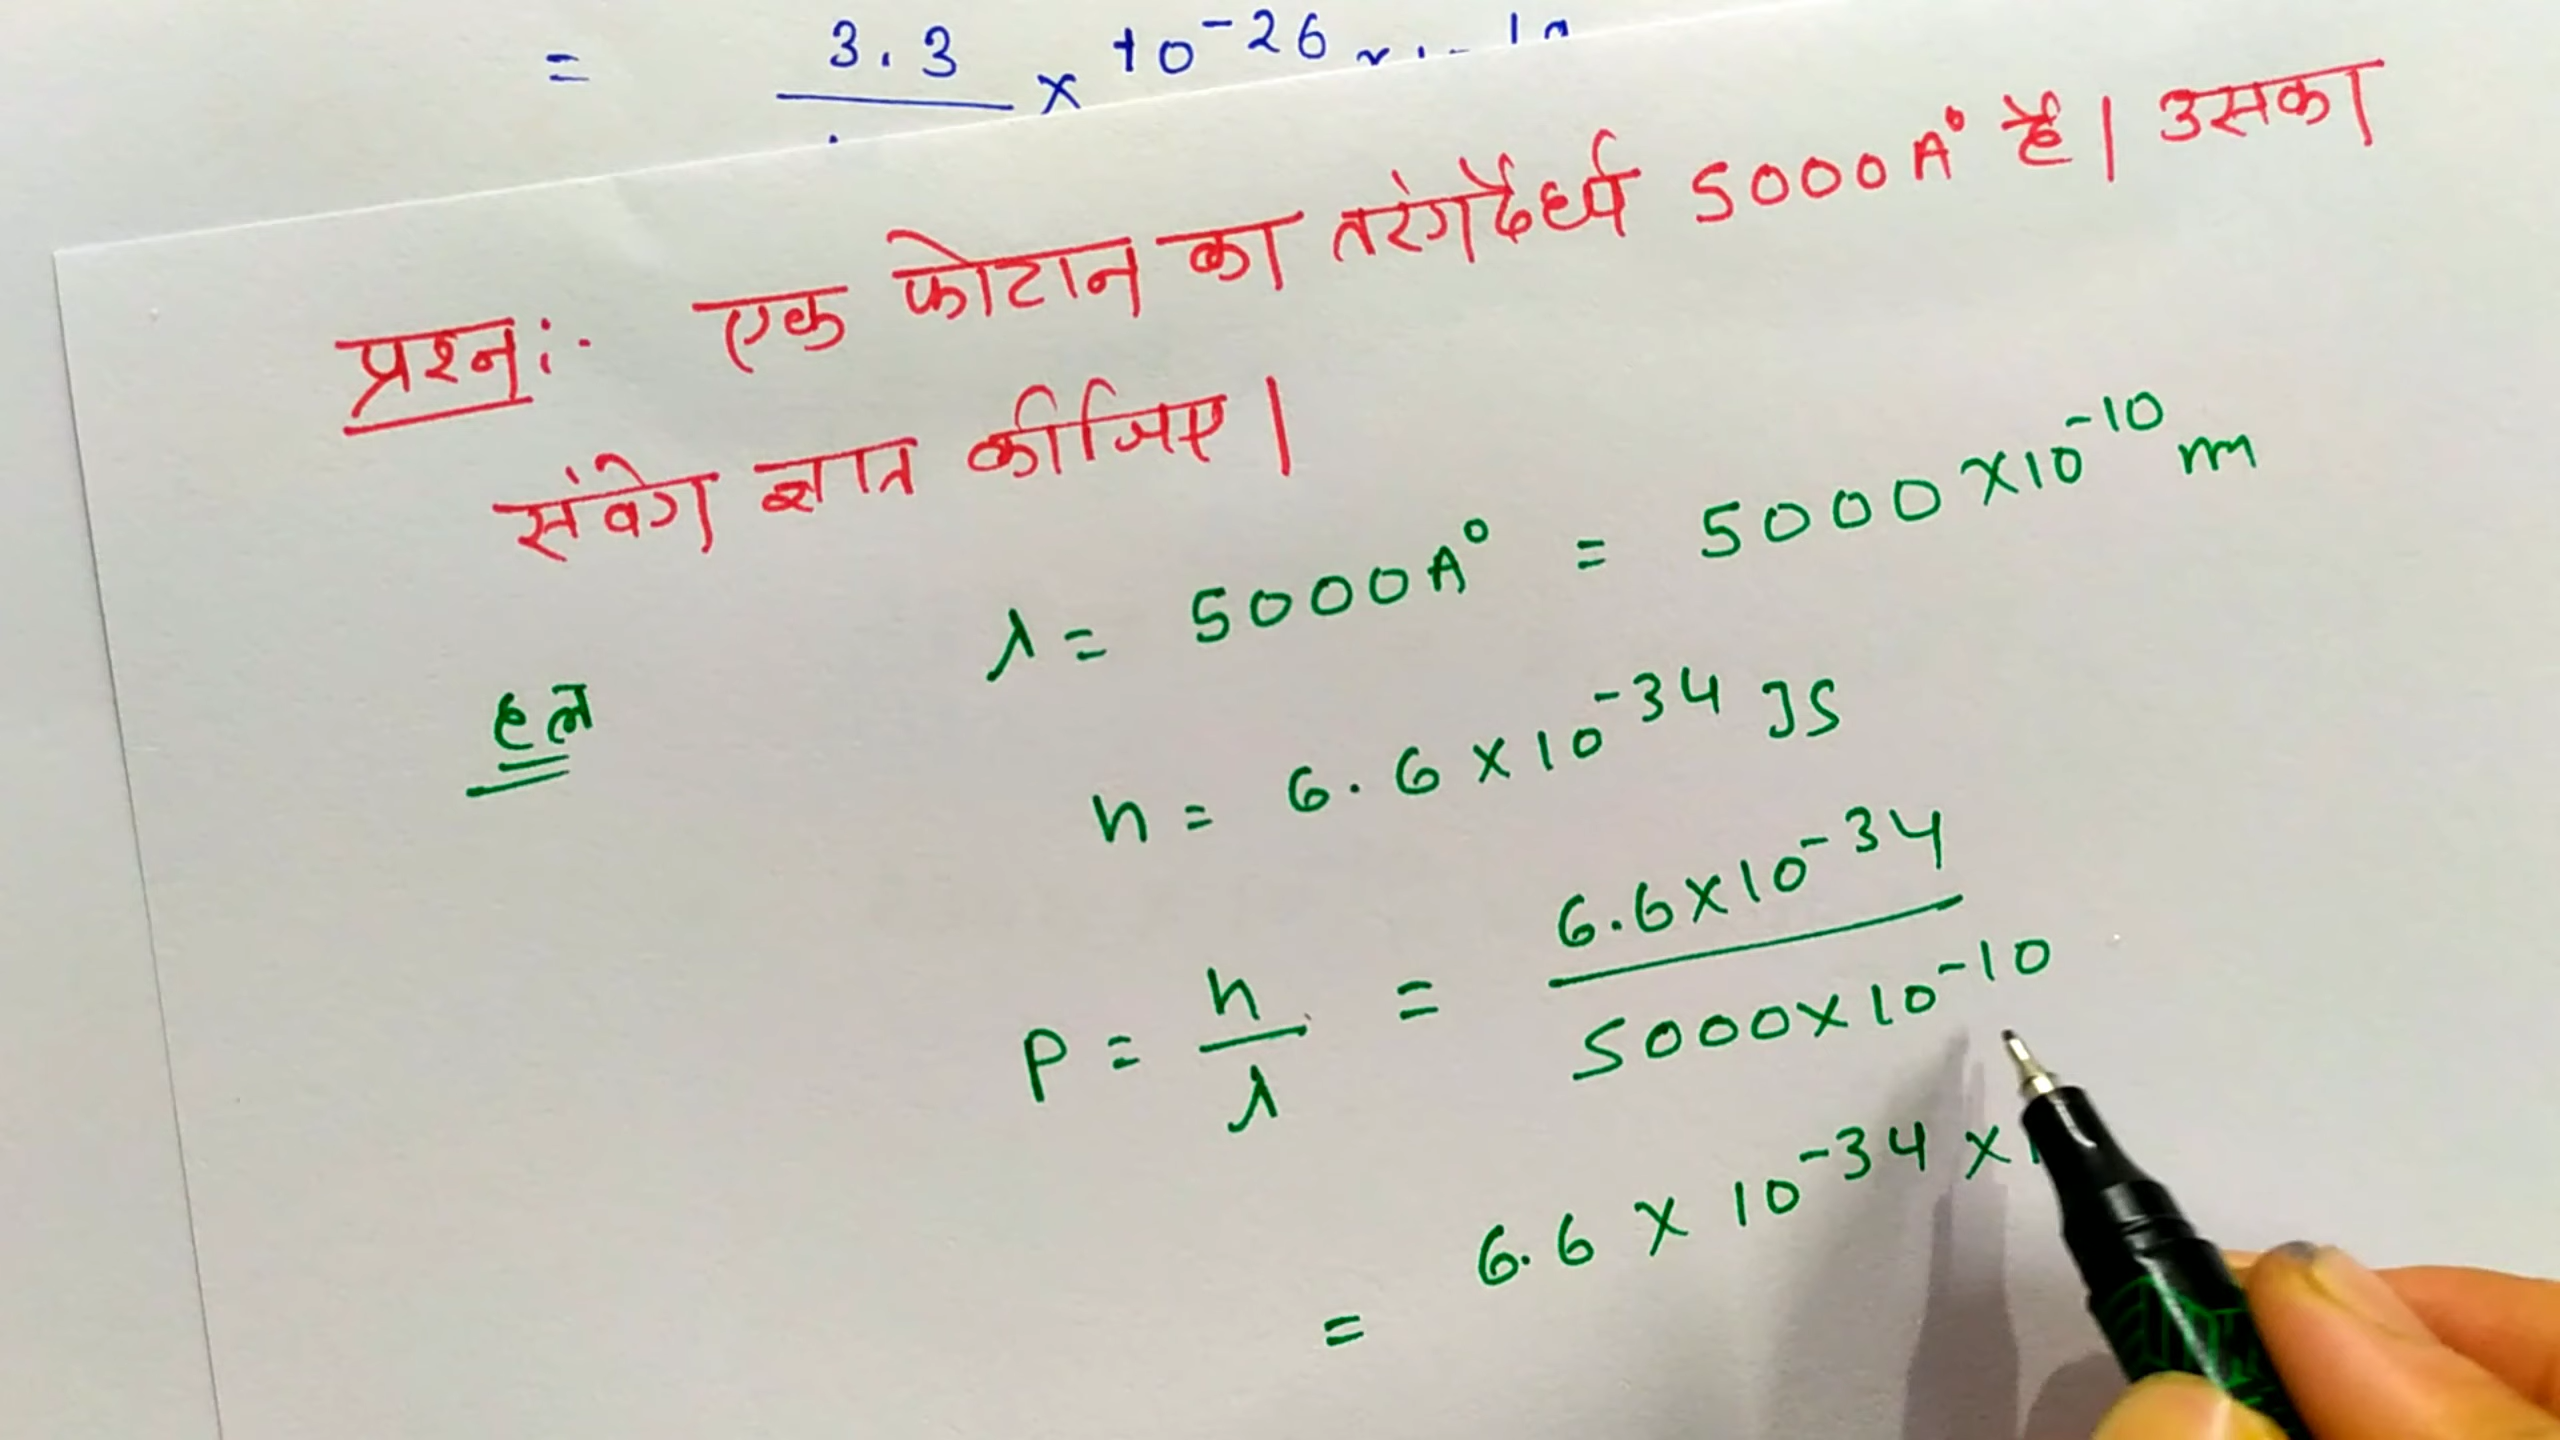 = 3.3 × 10⁻²⁶
प्रश्न:- एक फोटान का तरंगदैर्ध्य 5000A° है। उसका
संवेग ज्ञात कीजिए।
हल
λ = 5000A° = 5000×10⁻¹⁰ m
h = 6.6×10⁻³⁴ JS
P = h/λ = 6.6×10⁻³⁴/5000×10⁻¹⁰
= 6.6 × 10⁻³⁴ ×